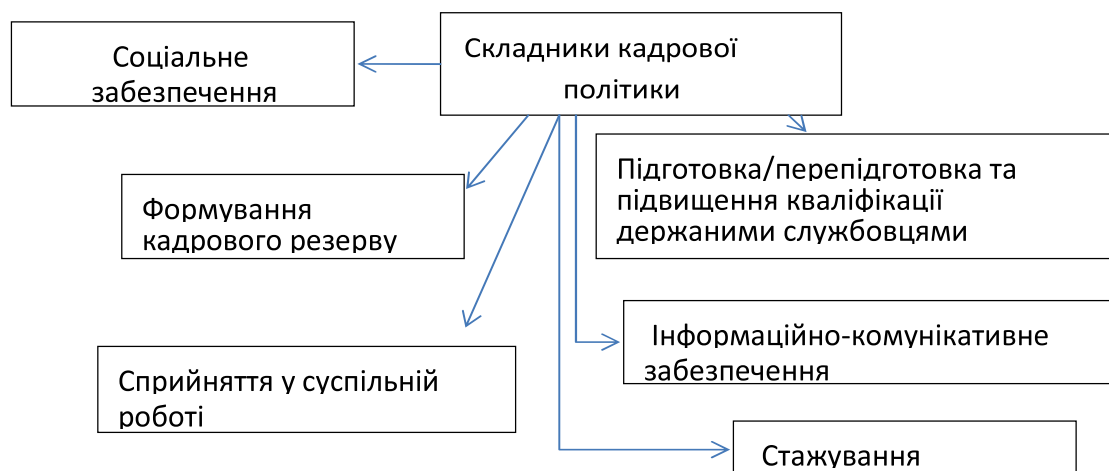 Складники кадрової
політики
Соціальне
забезпечення
Підготовка/перепідготовка та
підвищення кваліфікації
держаними службовцями
Формування
кадрового резерву
Інформаційно-комунікативне
забезпечення
Сприйняття у суспільній
роботі
Стажування